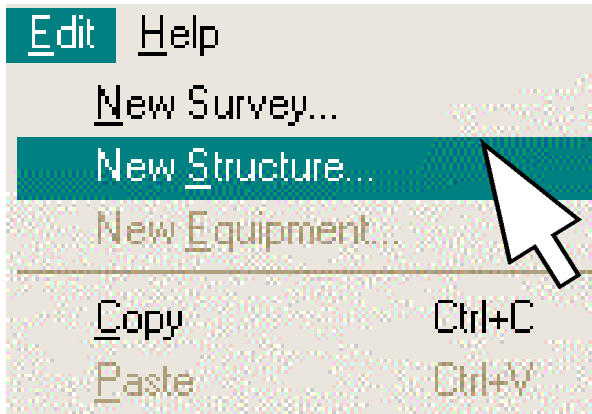 Edit Help
New Survey...
New Structure...
New Equipment...
Copy Ctrl+C
Paste Ctrl+V